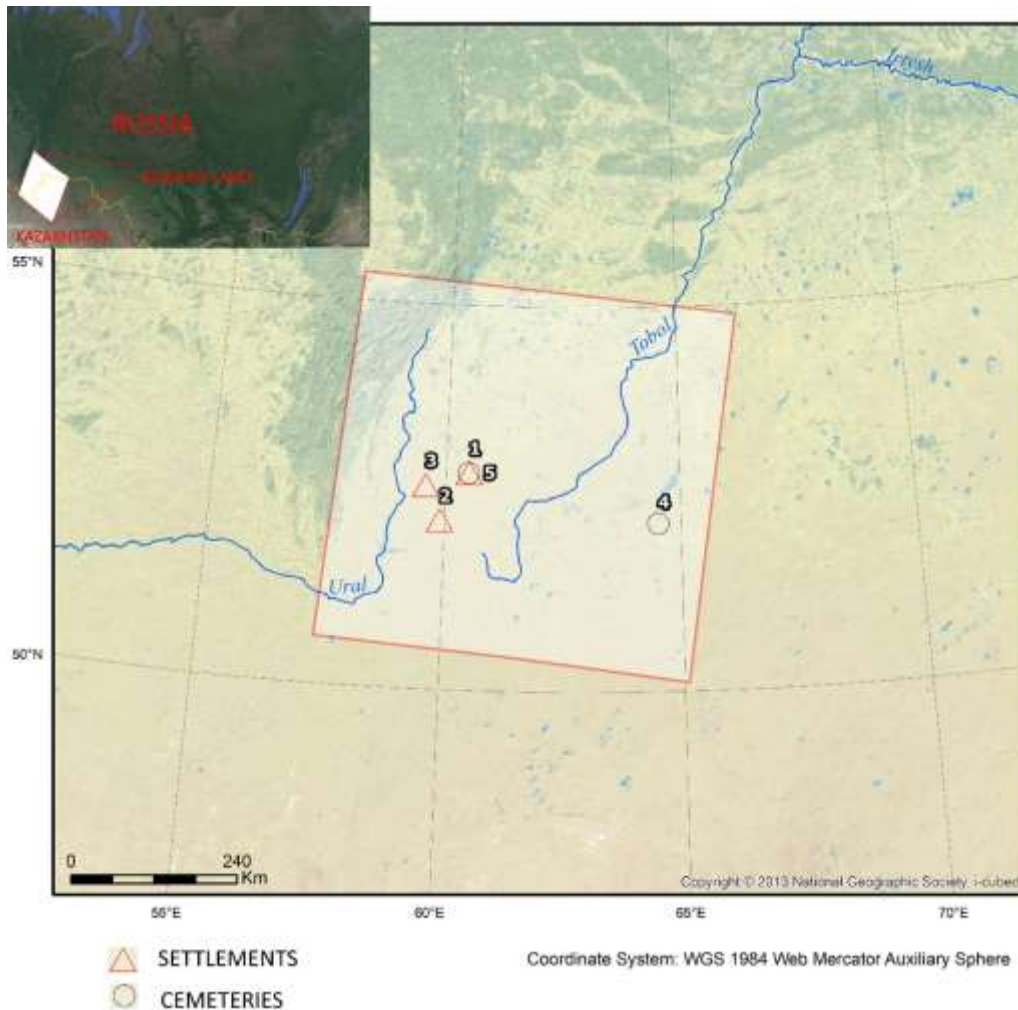 RUSSIA
KAZAKHSTAN
Irtysh
55°N
Tobol
1
3
5
2
4
Ural
50°N
0 240
Km
Copyright © 2013 National Geographic Society, i-cubed
55°E 60°E 65°E 70°E
SETTLEMENTS
Coordinate System: WGS 1984 Web Mercator Auxiliary Sphere
CEMETERIES